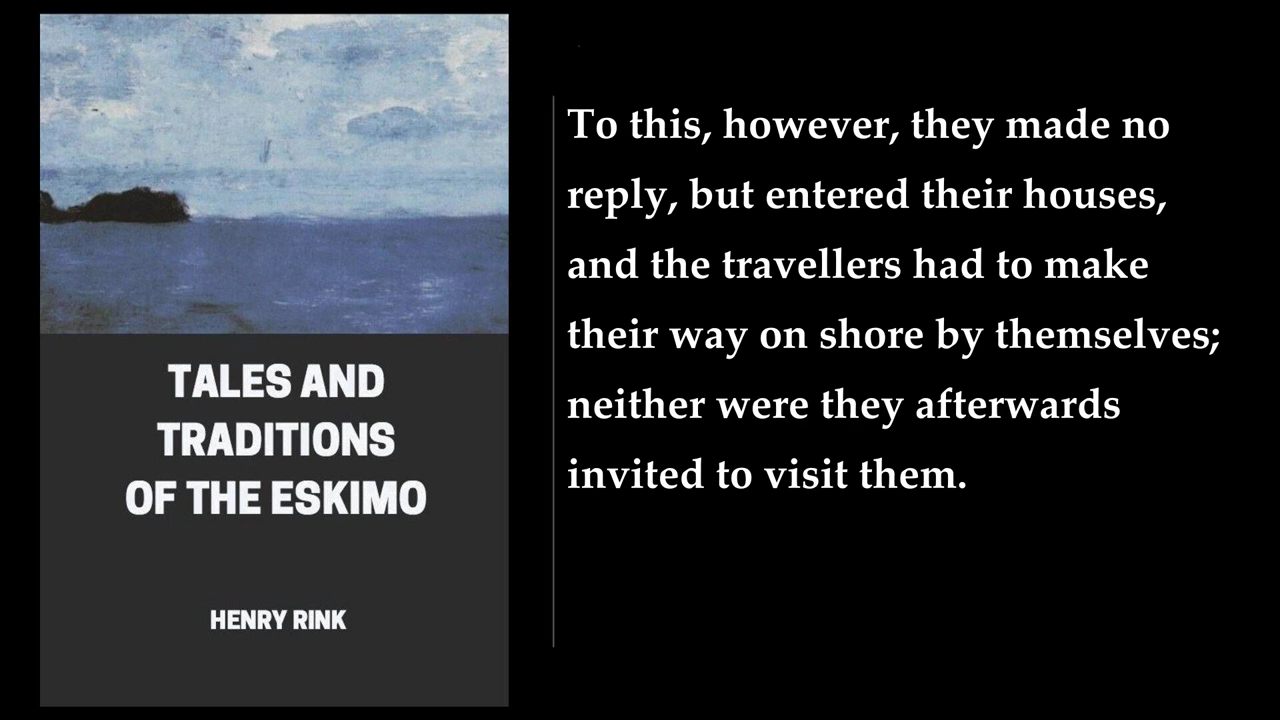 TALES AND
TRADITIONS
OF THE ESKIMO
HENRY RINK
To this, however, they made no
reply, but entered their houses,
and the travellers had to make
their way on shore by themselves;
neither were they afterwards
invited to visit them.